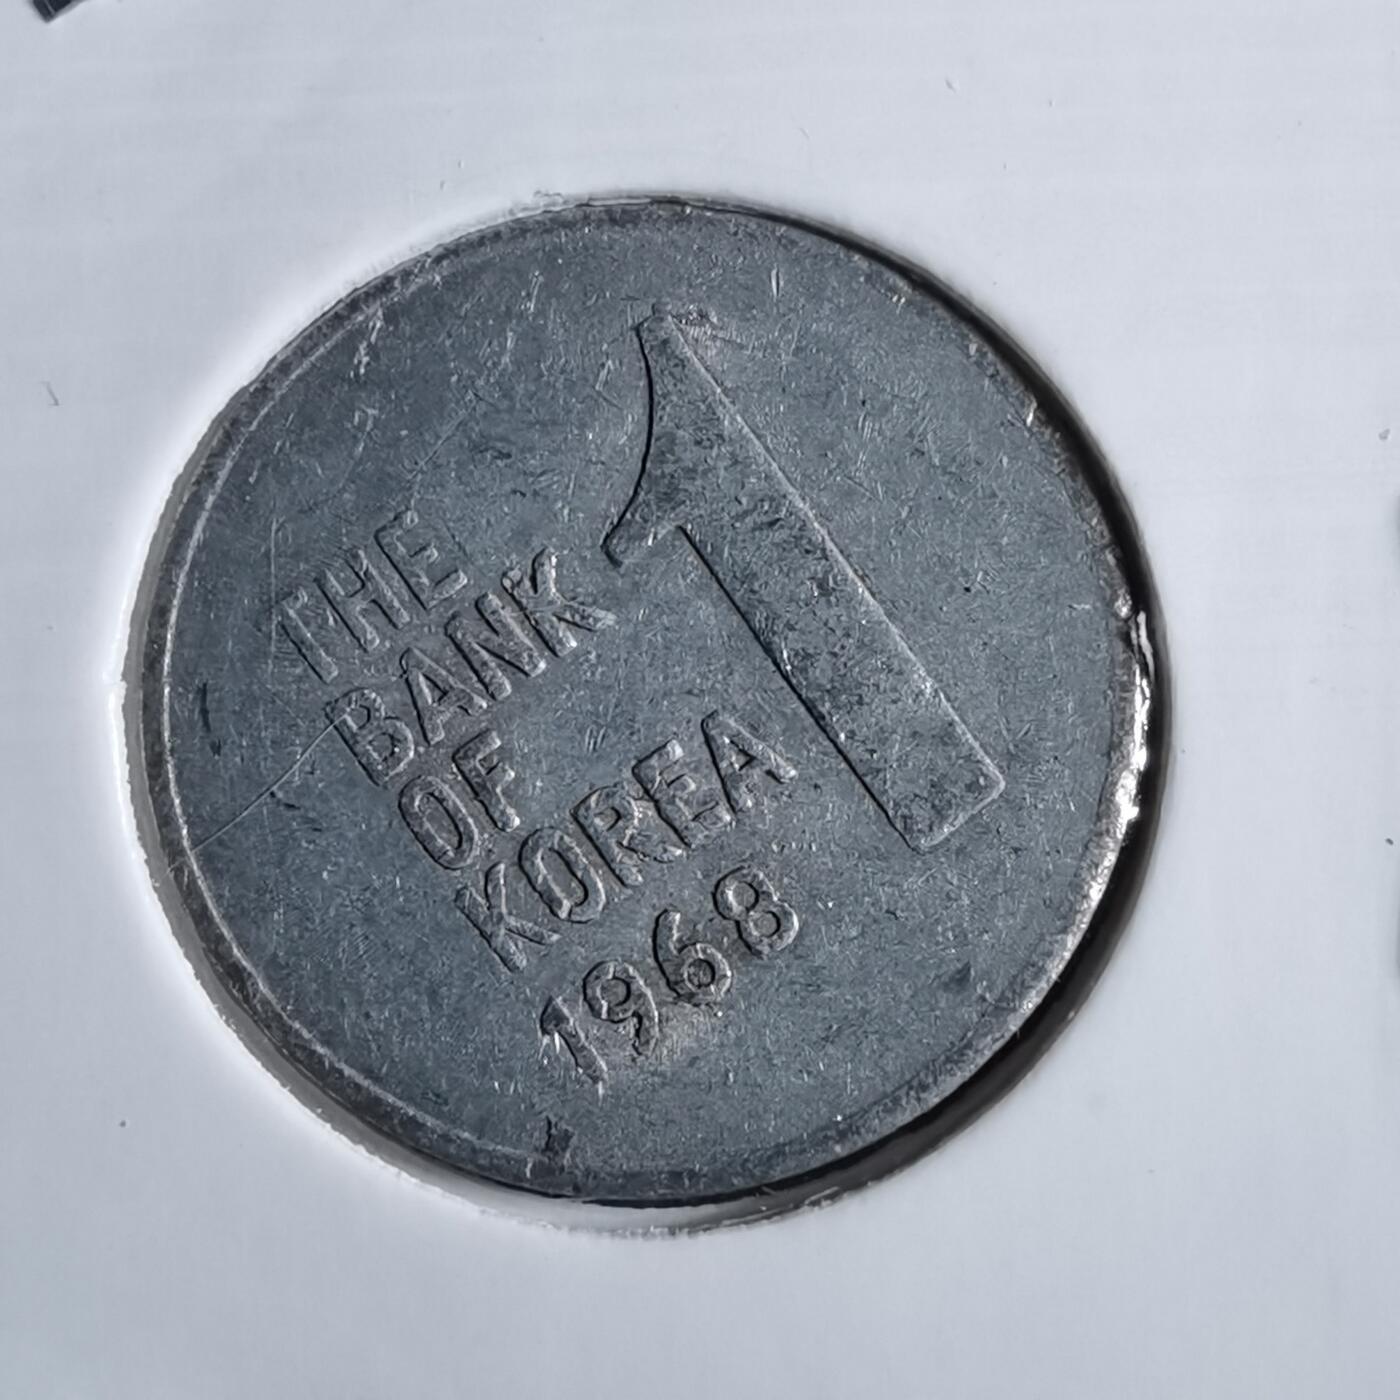 1
THE
BANK
OF
KOREA
1968